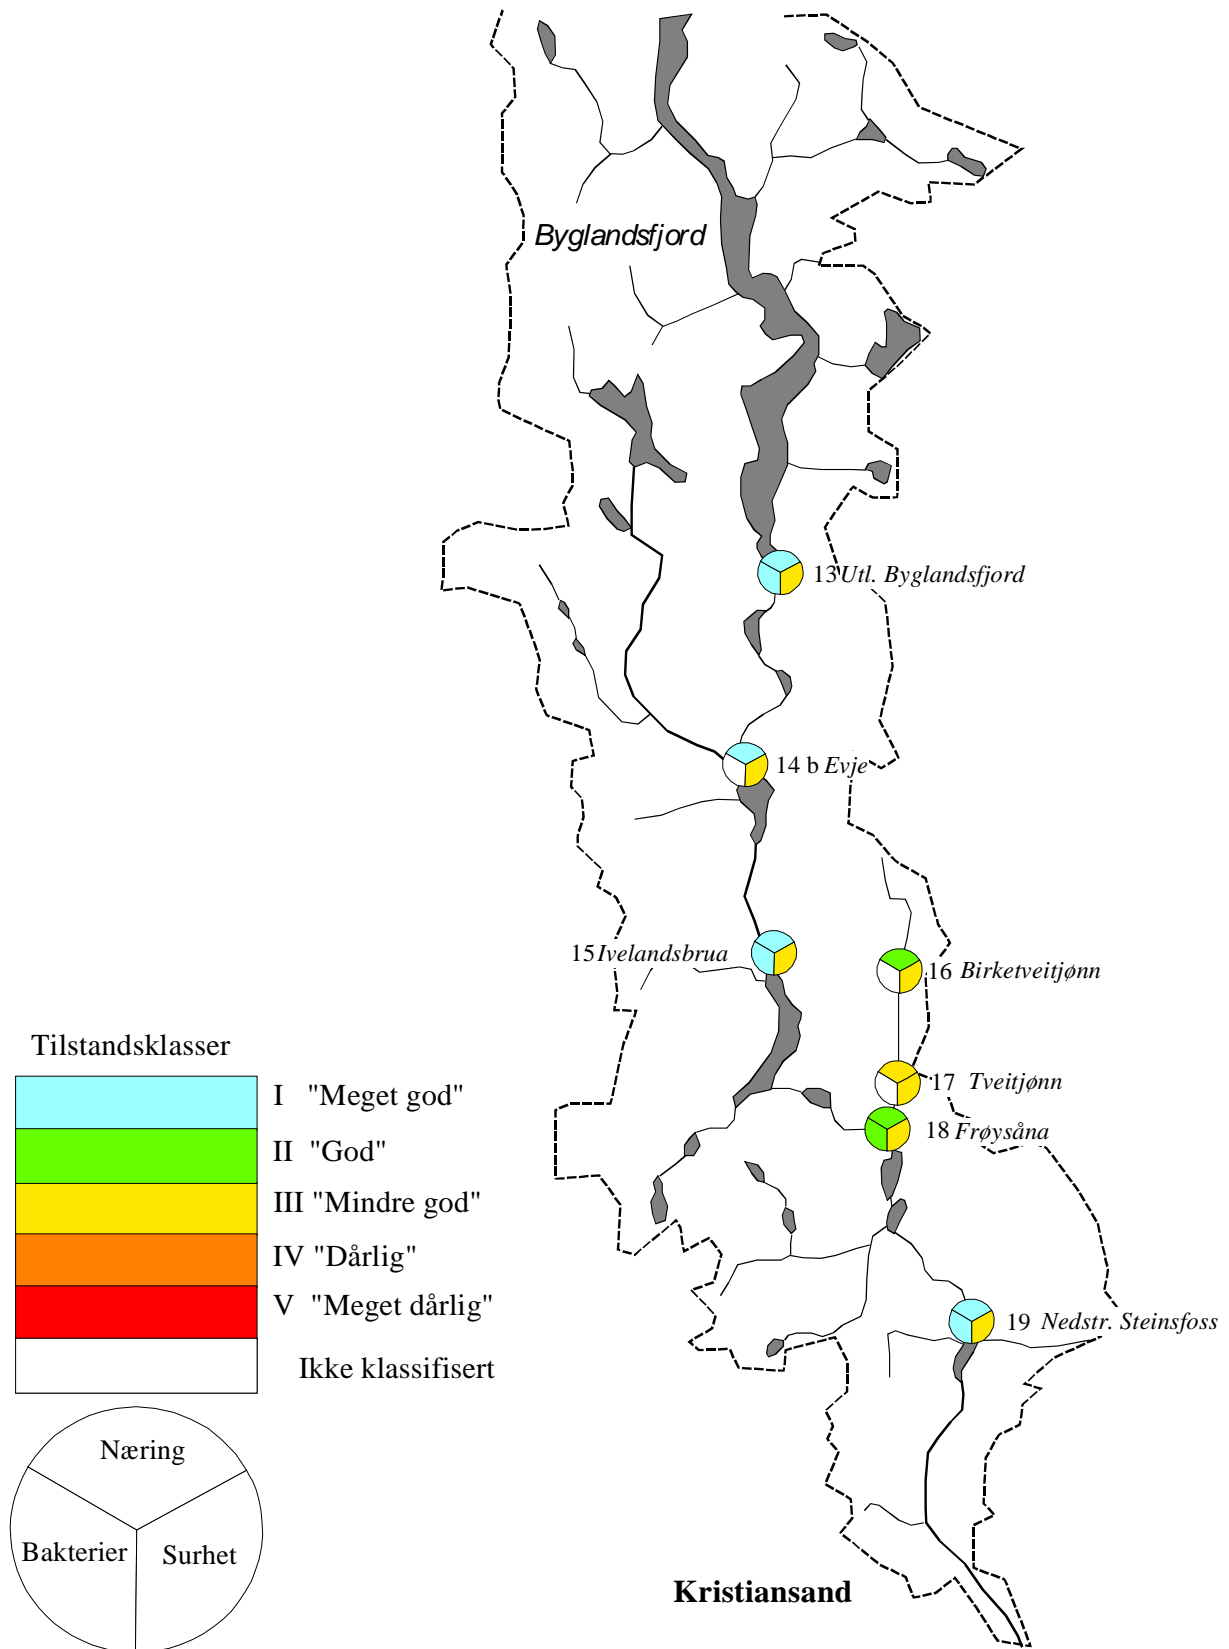 Byglandsfjord
13 Utl. Byglandsfjord
14 b Evje
15 Ivelandsbrua
16 Birketveitjønn
17 Tveitjønn
18 Frøysåna
19 Nedstr. Steinsfoss
Kristiansand
Tilstandsklasser
I "Meget god"
II "God"
III "Mindre god"
IV "Dårlig"
V "Meget dårlig"
Ikke klassifisert
Næring
Bakterier
Surhet